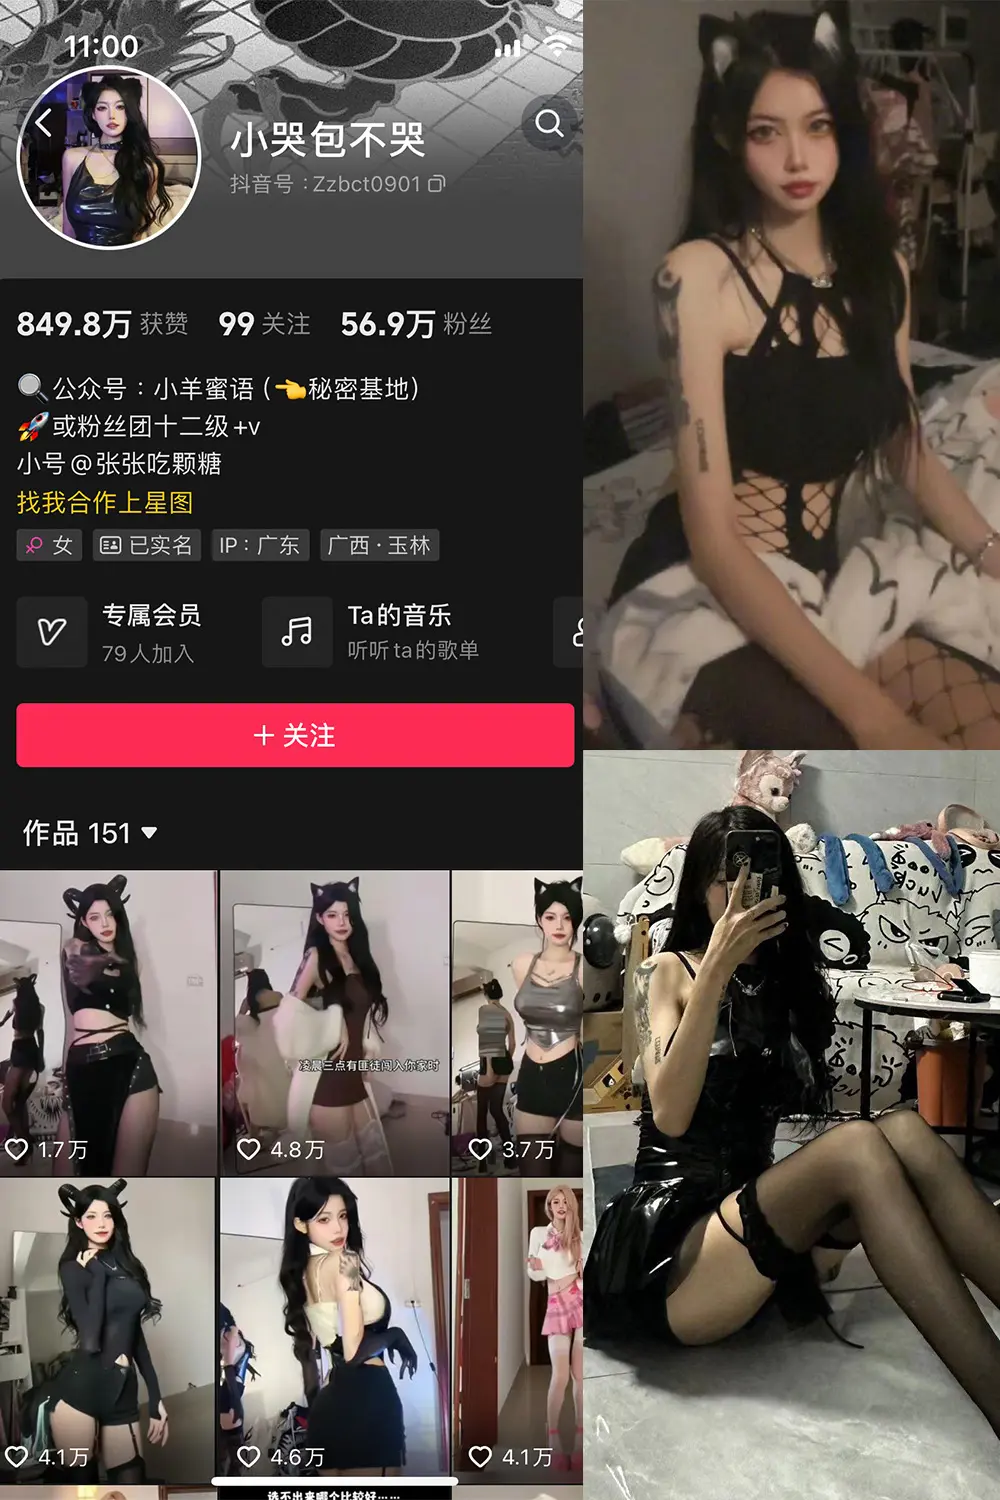 11:00
小哭包不哭
抖音号：Zzbct0901
849.8万 获赞 99 关注 56.9万 粉丝
🔍公众号：小羊蜜语（👈秘密基地）
🚀或粉丝团十二级+v
小号@张张吃颗糖
找我合作上星图
女 已实名 IP：广东 广西·玉林
专属会员
79人加入
Ta的音乐
听听ta的歌单
+ 关注
作品 151
凌晨三点有匪徒闯入你家时
1.7万 4.8万 3.7万
4.1万 4.6万 4.1万
选不出来哪个比较好……